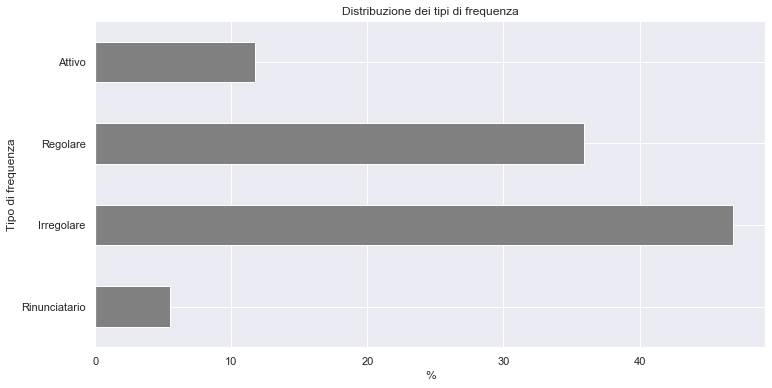 Distribuzione dei tipi di frequenza
Tipo di frequenza
Attivo
Regolare
Irregolare
Rinunciatario
0 10 20 30 40
%